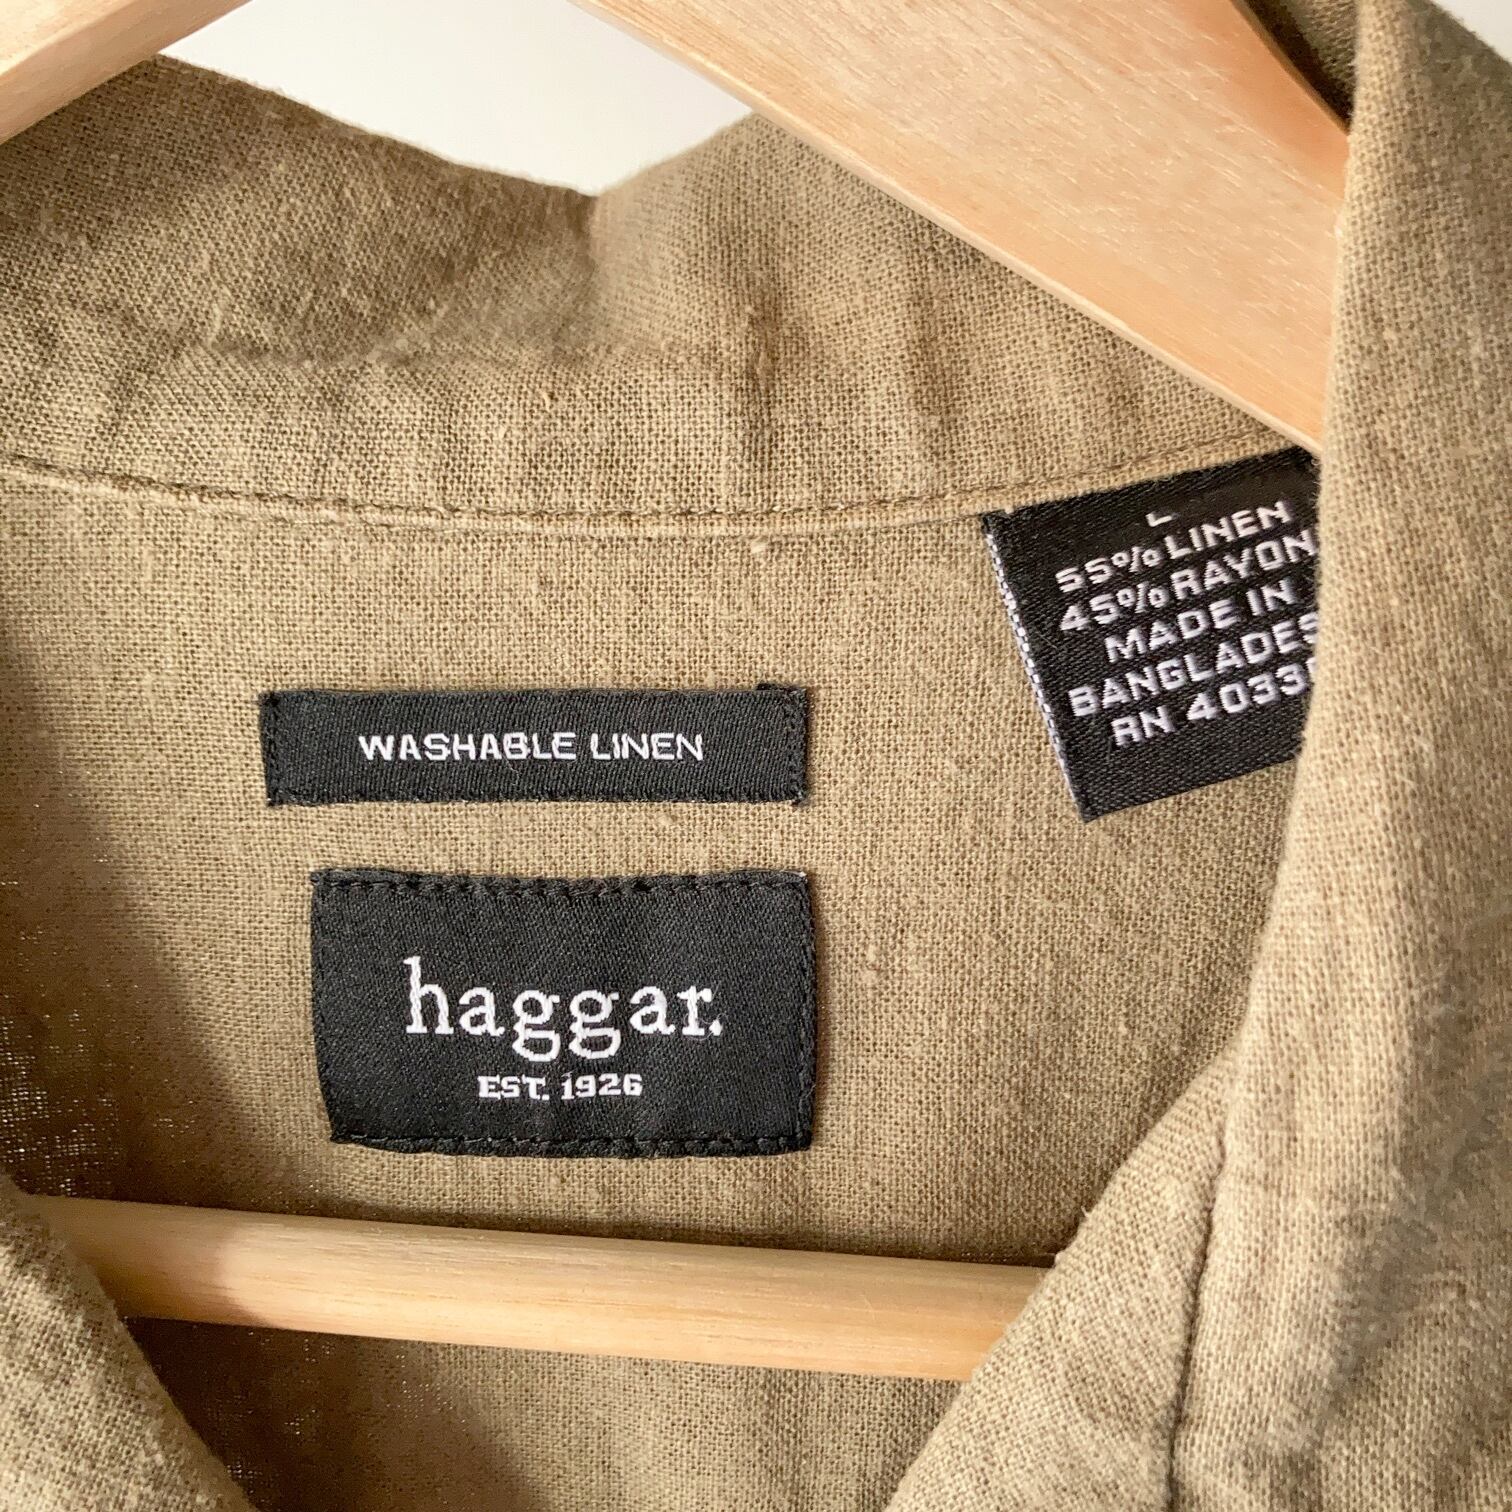 L
55% LINEN
45% RAYON
MADE IN
WASHABLE LINEN
haggar.
EST. 1926